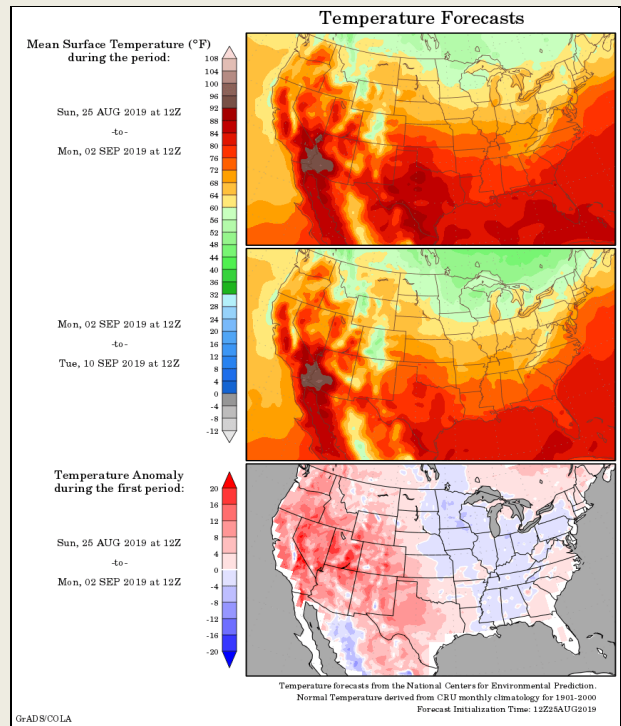 Temperature Forecasts
Mean Surface Temperature (°F)
during the period:
Sun, 25 AUG 2019 at 12Z
-to-
Mon, 02 SEP 2019 at 12Z
108
104
100
96
92
88
84
80
76
72
68
64
60
56
52
48
44
40
36
32
28
24
20
16
12
8
4
0
-4
-8
-12
Mon, 02 SEP 2019 at 12Z
-to-
Tue, 10 SEP 2019 at 12Z
Temperature Anomaly
during the first period:
Sun, 25 AUG 2019 at 12Z
-to-
Mon, 02 SEP 2019 at 12Z
20
16
12
8
4
0
-4
-8
-12
-16
-20
Temperature forecasts from the National Centers for Environmental Prediction.
Normal Temperature derived from CRU monthly climatology for 1901-2000
Forecast Initialization Time: 12Z25AUG2019
GrADS/COLA